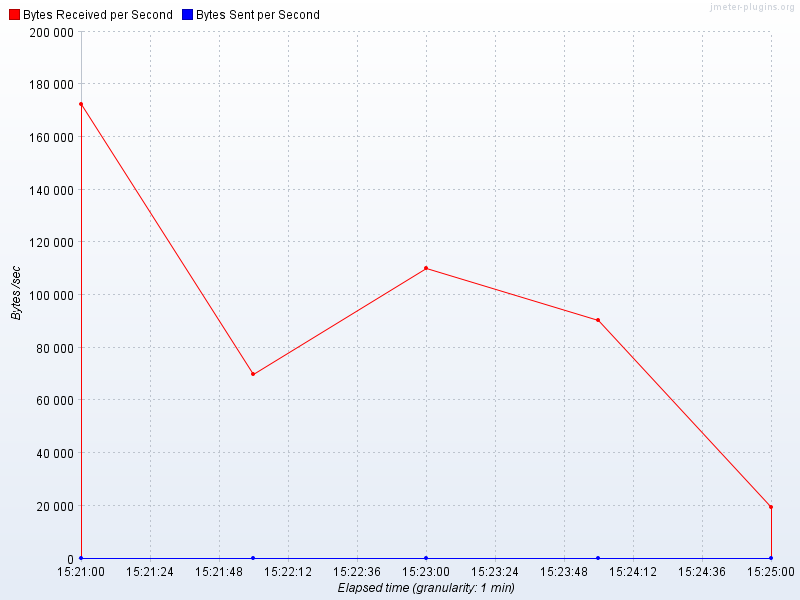 jmeter-plugins.org
Bytes Received per Second Bytes Sent per Second
200 000
180 000
160 000
140 000
120 000
100 000
80 000
60 000
40 000
20 000
0
Bytes /sec
15:21:00 15:21:24 15:21:48 15:22:12 15:22:36 15:23:00 15:23:24 15:23:48 15:24:12 15:24:36 15:25:00
Elapsed time (granularity: 1 min)